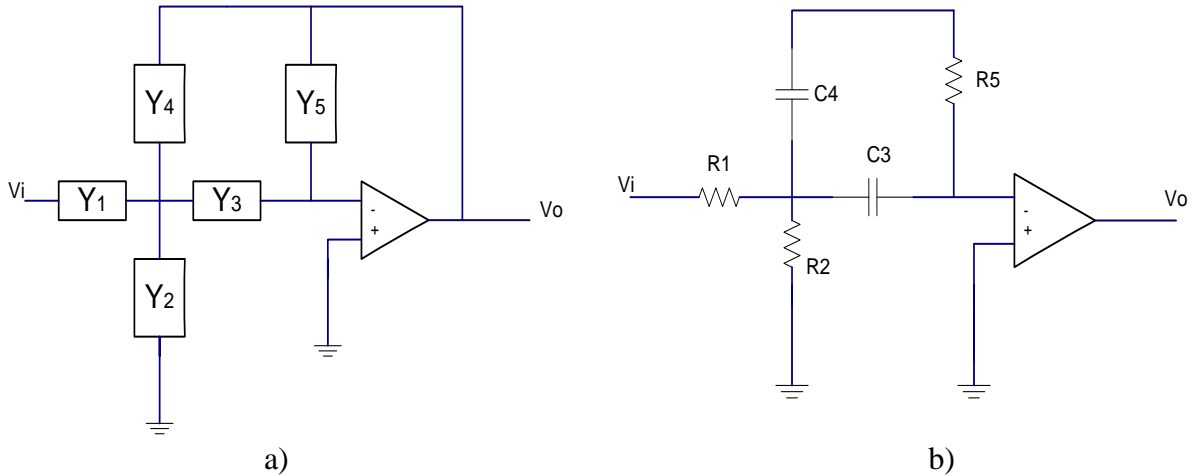 Y4
Y5
Vi
Y1
Y3
-
+
Vo
Y2
a)
C4
R5
R1
C3
Vi
R2
-
+
Vo
b)